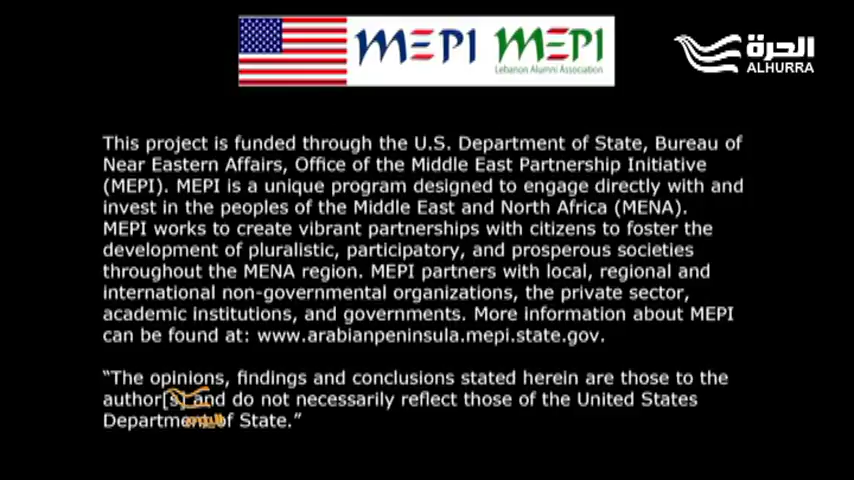 MEPI
MEPI
Lebanon Alumni Association
الحرة
ALHURRA
This project is funded through the U.S. Department of State, Bureau of
Near Eastern Affairs, Office of the Middle East Partnership Initiative
(MEPI). MEPI is a unique program designed to engage directly with and
invest in the peoples of the Middle East and North Africa (MENA).
MEPI works to create vibrant partnerships with citizens to foster the
development of pluralistic, participatory, and prosperous societies
throughout the MENA region. MEPI partners with local, regional and
international non-governmental organizations, the private sector,
academic institutions, and governments. More information about MEPI
can be found at: www.arabianpeninsula.mepi.state.gov.
“The opinions, findings and conclusions stated herein are those to the
author[s] and do not necessarily reflect those of the United States
Department of State.”